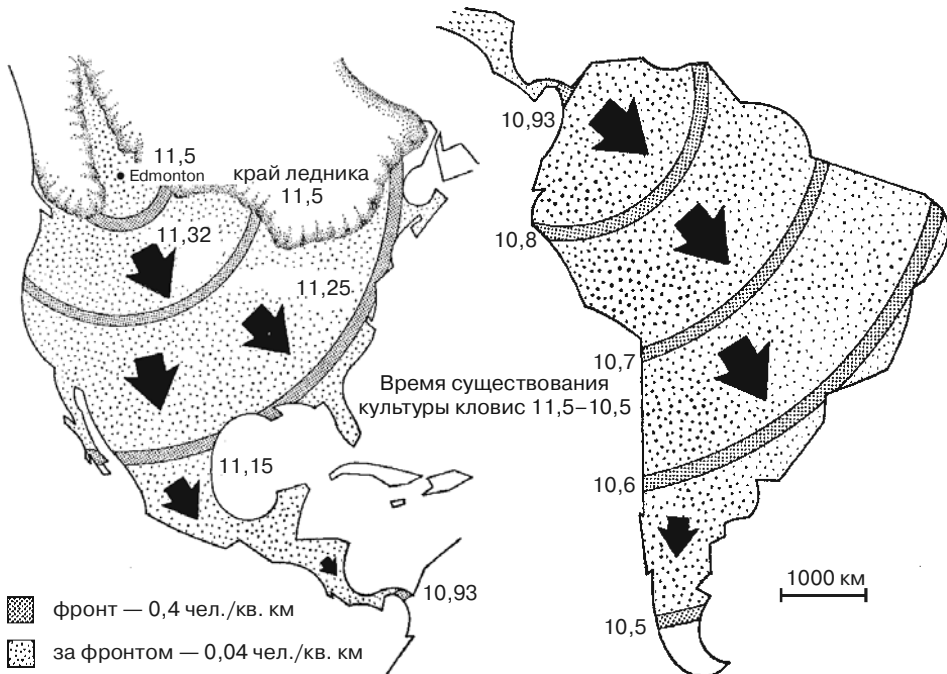 11,5
Edmonton
край ледника
11,5
11,32
11,25
11,15
10,93
10,93
10,8
10,7
Время существования
культуры кловис 11,5–10,5
10,6
10,5
1000 км
фронт — 0,4 чел./кв. км
за фронтом — 0,04 чел./кв. км